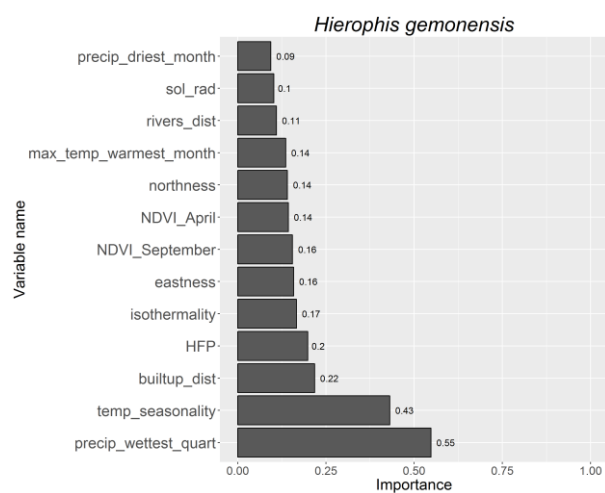 Hierophis gemonensis
Variable name
precip_driest_month 0.09
sol_rad 0.1
rivers_dist 0.11
max_temp_warmest_month 0.14
northness 0.14
NDVI_April 0.14
NDVI_September 0.16
eastness 0.16
isothermality 0.17
HFP 0.2
builtup_dist 0.22
temp_seasonality 0.43
precip_wettest_quart 0.55
0.00 0.25 0.50 0.75 1.00
Importance